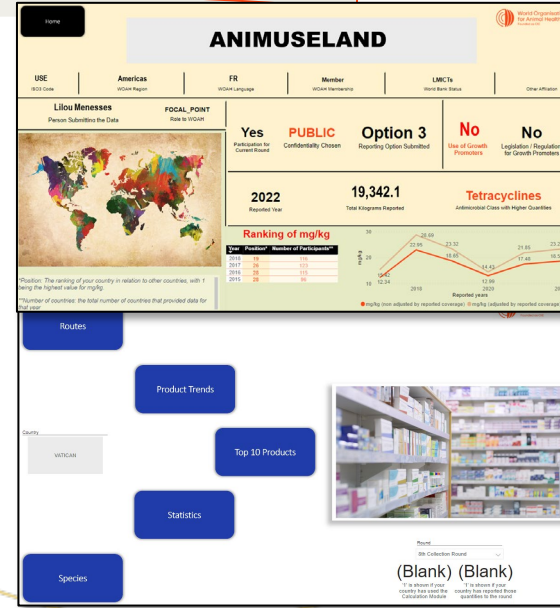 Home
World Organisation
for Animal Health
ANIMUSELAND
USE
ISO3 Code
Americas
WOAH Region
FR
WOAH Language
Member
WOAH Membership
LMICTs
World Bank Status
Other Affiliation
Lilou Menesses
Person Submitting the Data
FOCAL_POINT
Role to WOAH
Yes
Participation for
Current Round
PUBLIC
Confidentiality Chosen
Option 3
Reporting Option Submitted
No
Use of Growth
Promoters
No
Legislation / Regulation
for Growth Promoters
2022
Reported Year
19,342.1
Total Kilograms Reported
Tetracyclines
Antimicrobial Class with Higher Quantities
Ranking of mg/kg
Year Position* Number of Participants**
2018 19 116
2017 26 123
2016 20 110
2015 20 96
*Position: The ranking of your country in relation to other countries, with 1
being the highest value for mg/kg.
**Number of countries: the total number of countries that provided data for
that year
mg/kg
30
20
10
12.34
22.95
28.69
23.32
18.65
14.43
13.99
21.85
17.46
2018
2020
Reported years
mg/kg (non adjusted by reported coverage)
mg/kg (adjusted by reported coverage
Routes
Product Trends
Country
VATICAN
Top 10 Products
Statistics
Species
Round
8th Collection Round
(Blank) (Blank)
'1' is shown if your
country has used the
Calculation Module
'1' is shown if your
country has reported those
quantities to the round